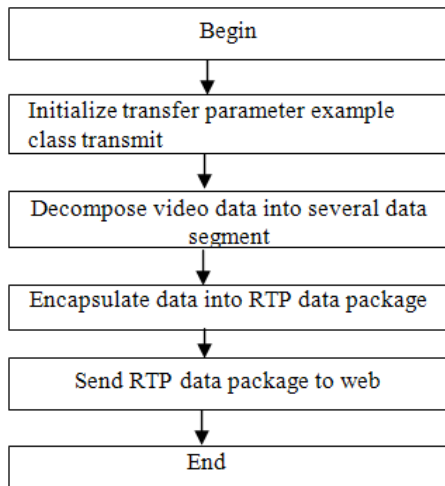 Begin
Initialize transfer parameter example
class transmit
Decompose video data into several data
segment
Encapsulate data into RTP data package
Send RTP data package to web
End